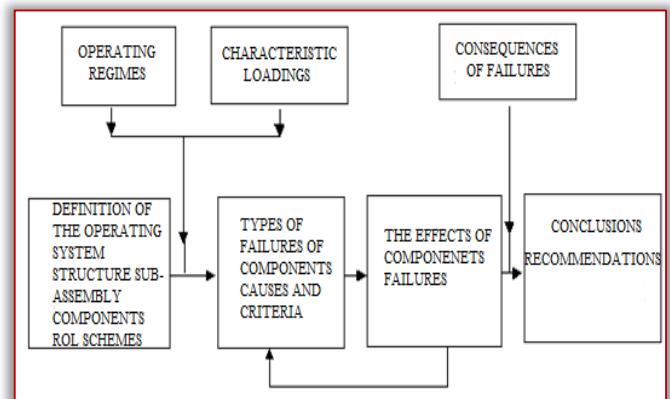 OPERATING
REGIMES
CHARACTERISTIC
LOADINGS
CONSEQUENCES
OF FAILURES
DEFINITION OF
THE OPERATING
SYSTEM
STRUCTURE SUB-
ASSEMBLY
COMPONENTS
ROL SCHEMES
TYPES OF
FAILURES OF
COMPONENTS
CAUSES AND
CRITERIA
THE EFFECTS OF
COMPONENETS
FAILURES
CONCLUSIONS
RECOMMENDATIONS